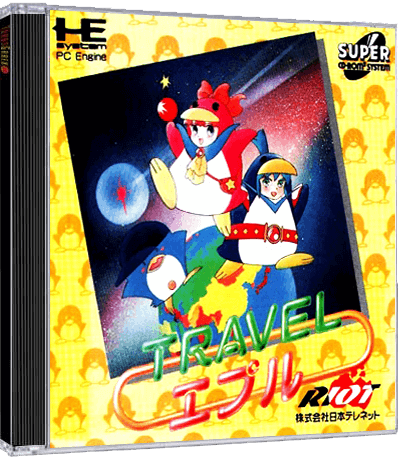 HE
SYSTEM
PC Engine
SUPER
CD-ROM SYSTEM
TRAVEL
エプル
RIOT
株式会社日本テレネット